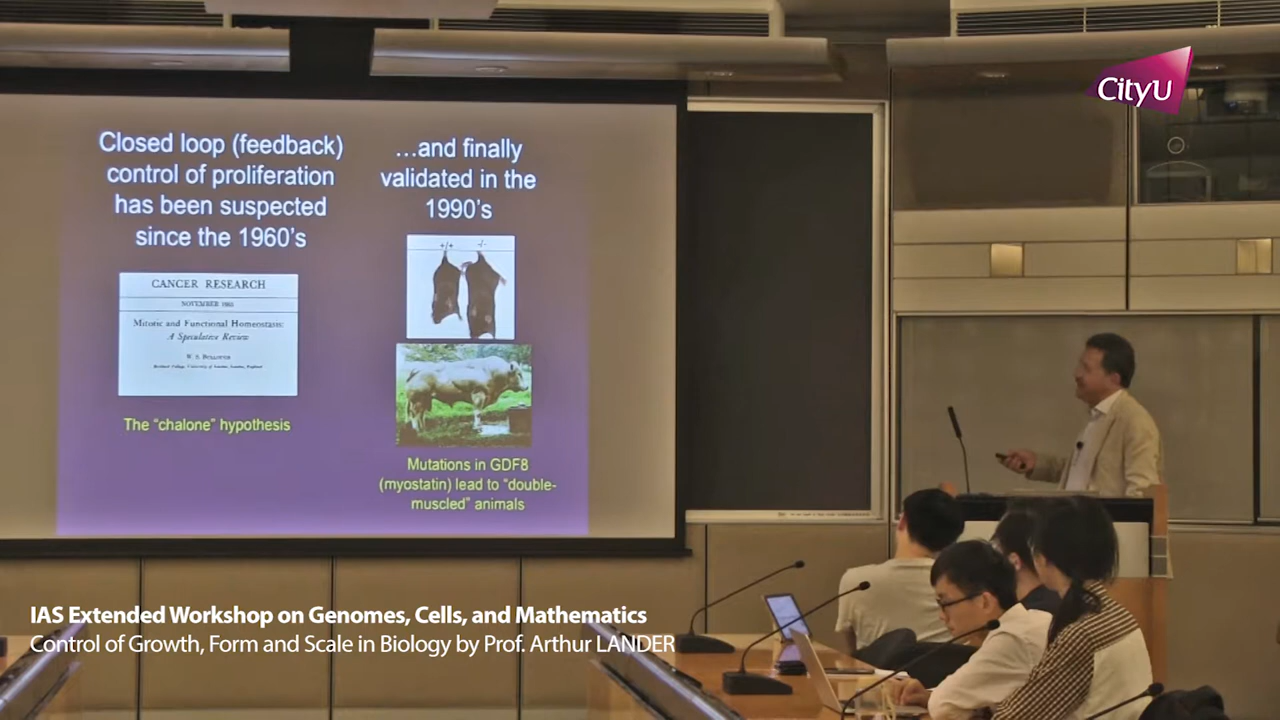 CityU
Closed loop (feedback)
control of proliferation
has been suspected
since the 1960's
CANCER RESEARCH
NOVEMBER
Mitotic and Functional Homeostasis:
A Speculative Review
The "chalone" hypothesis
...and finally
validated in the
1990's
+/+ -/-
Mutations in GDF8
(myostatin) lead to "double-
muscled" animals
IAS Extended Workshop on Genomes, Cells, and Mathematics
Control of Growth, Form and Scale in Biology by Prof. Arthur LANDER